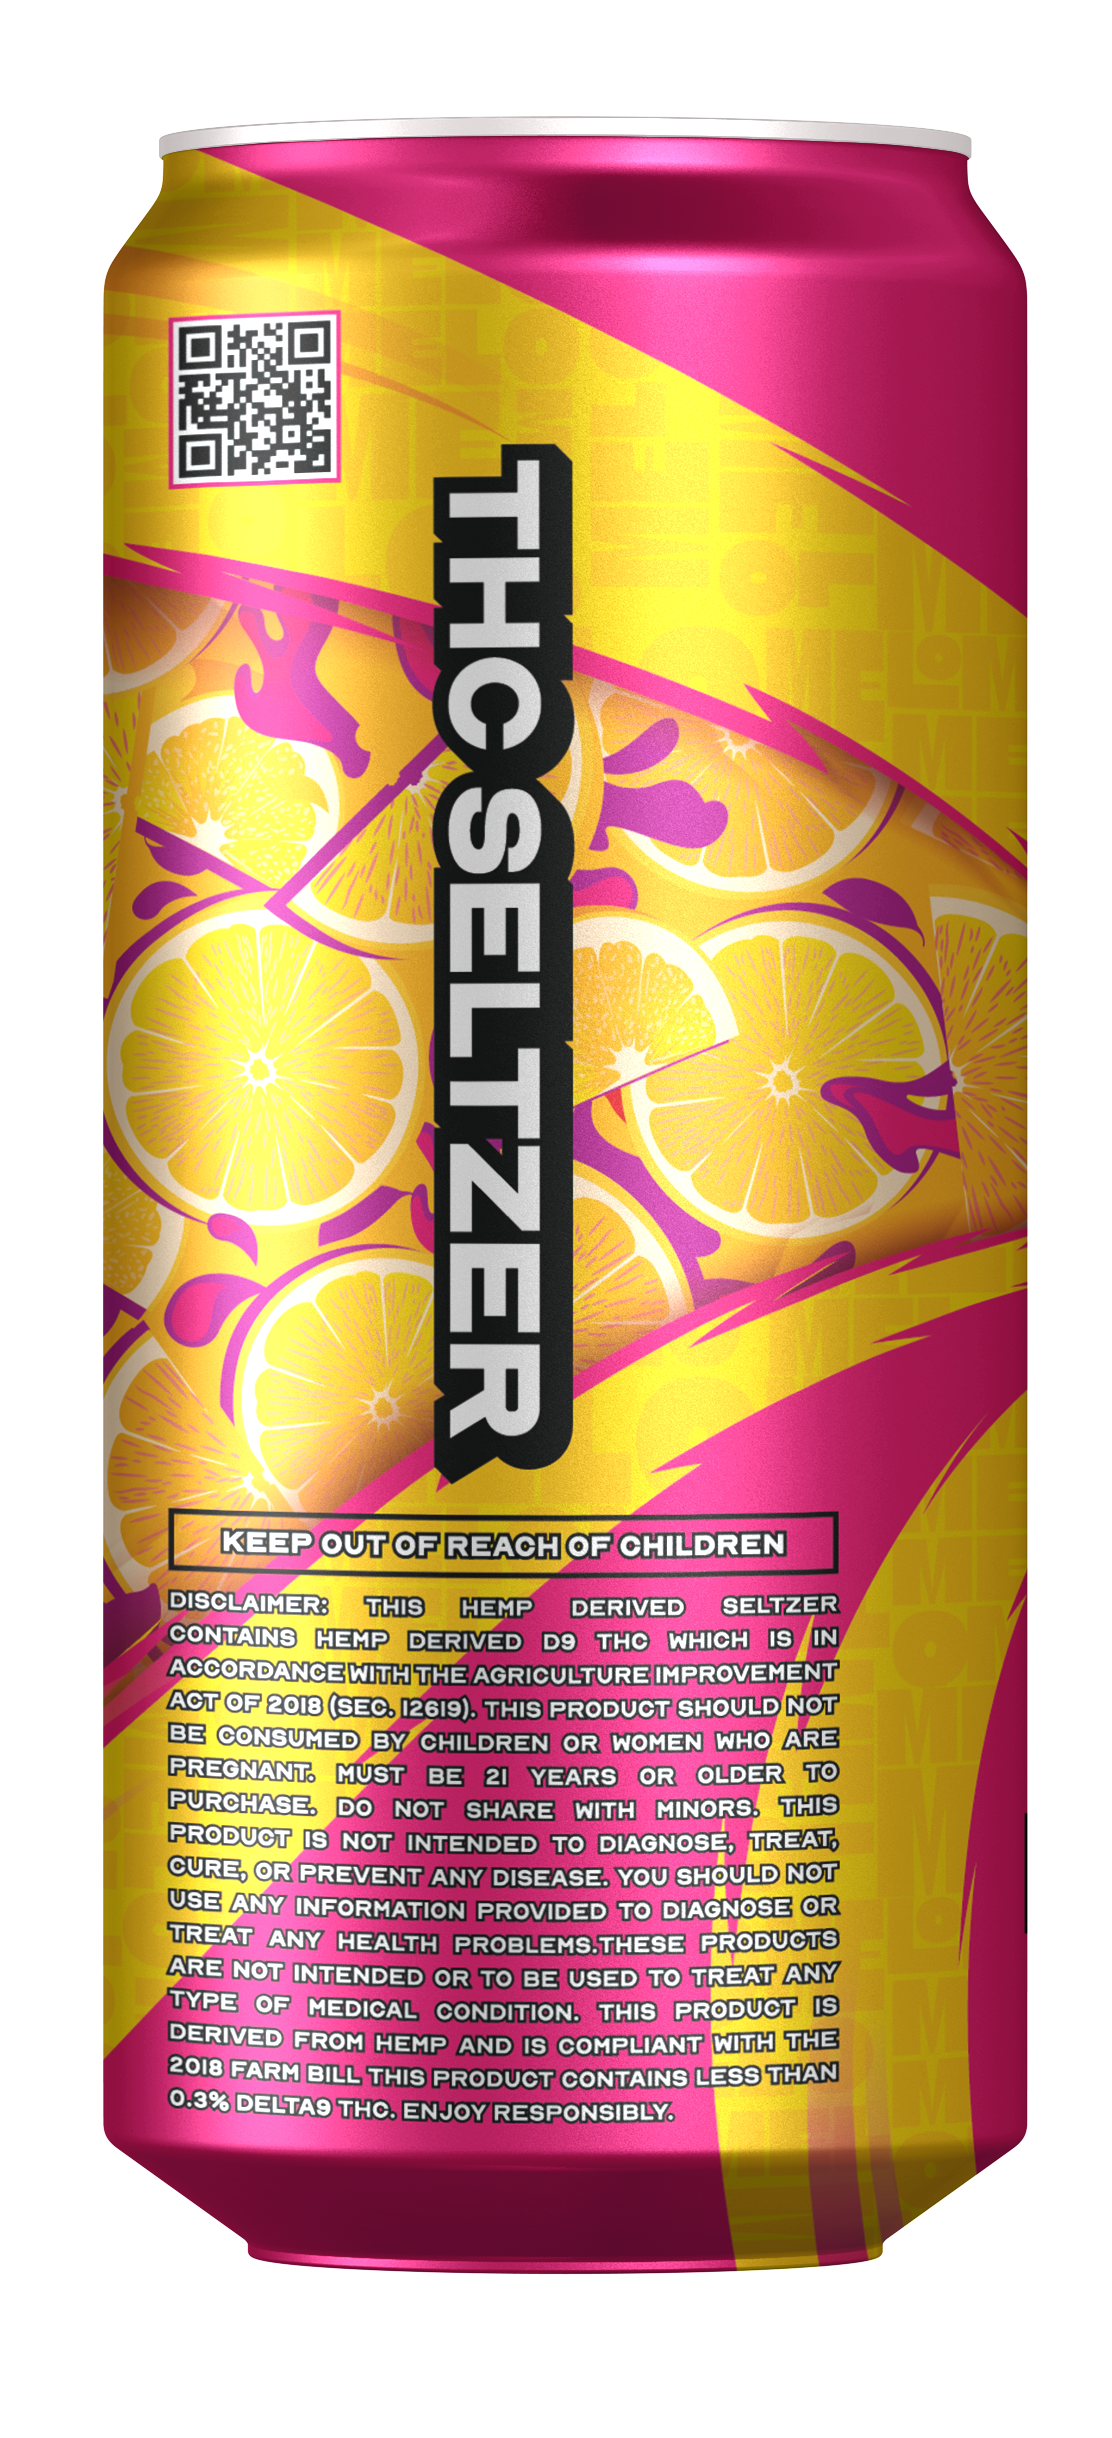 THC SELTZER
KEEP OUT OF REACH OF CHILDREN
DISCLAIMER: THIS HEMP DERIVED SELTZER
CONTAINS HEMP DERIVED D9 THC WHICH IS IN
ACCORDANCE WITH THE AGRICULTURE IMPROVEMENT
ACT OF 2018 (SEC. 12619). THIS PRODUCT SHOULD NOT
BE CONSUMED BY CHILDREN OR WOMEN WHO ARE
PREGNANT. MUST BE 21 YEARS OR OLDER TO
PURCHASE. DO NOT SHARE WITH MINORS. THIS
PRODUCT IS NOT INTENDED TO DIAGNOSE, TREAT,
CURE, OR PREVENT ANY DISEASE. YOU SHOULD NOT
USE ANY INFORMATION PROVIDED TO DIAGNOSE OR
TREAT ANY HEALTH PROBLEMS.THESE PRODUCTS
ARE NOT INTENDED OR TO BE USED TO TREAT ANY
TYPE OF MEDICAL CONDITION. THIS PRODUCT IS
DERIVED FROM HEMP AND IS COMPLIANT WITH THE
2018 FARM BILL THIS PRODUCT CONTAINS LESS THAN
0.3% DELTA9 THC. ENJOY RESPONSIBLY.